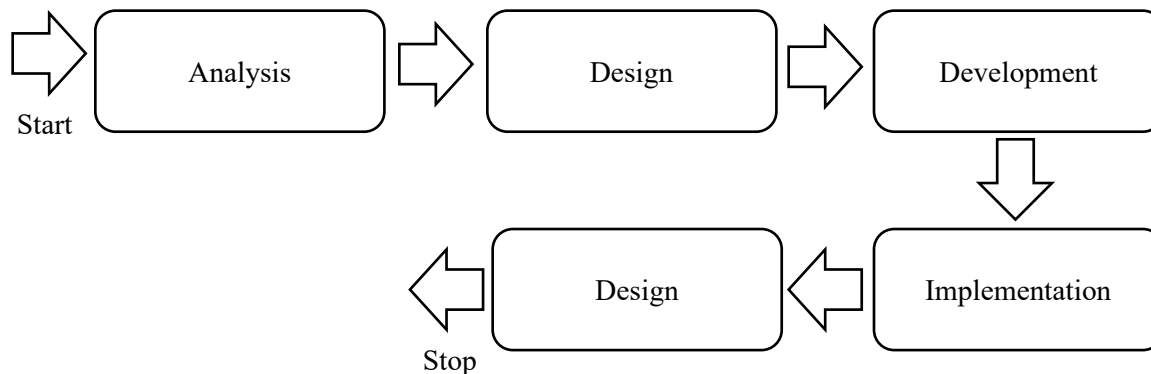 Analysis
Design
Development
Start
Design
Implementation
Stop